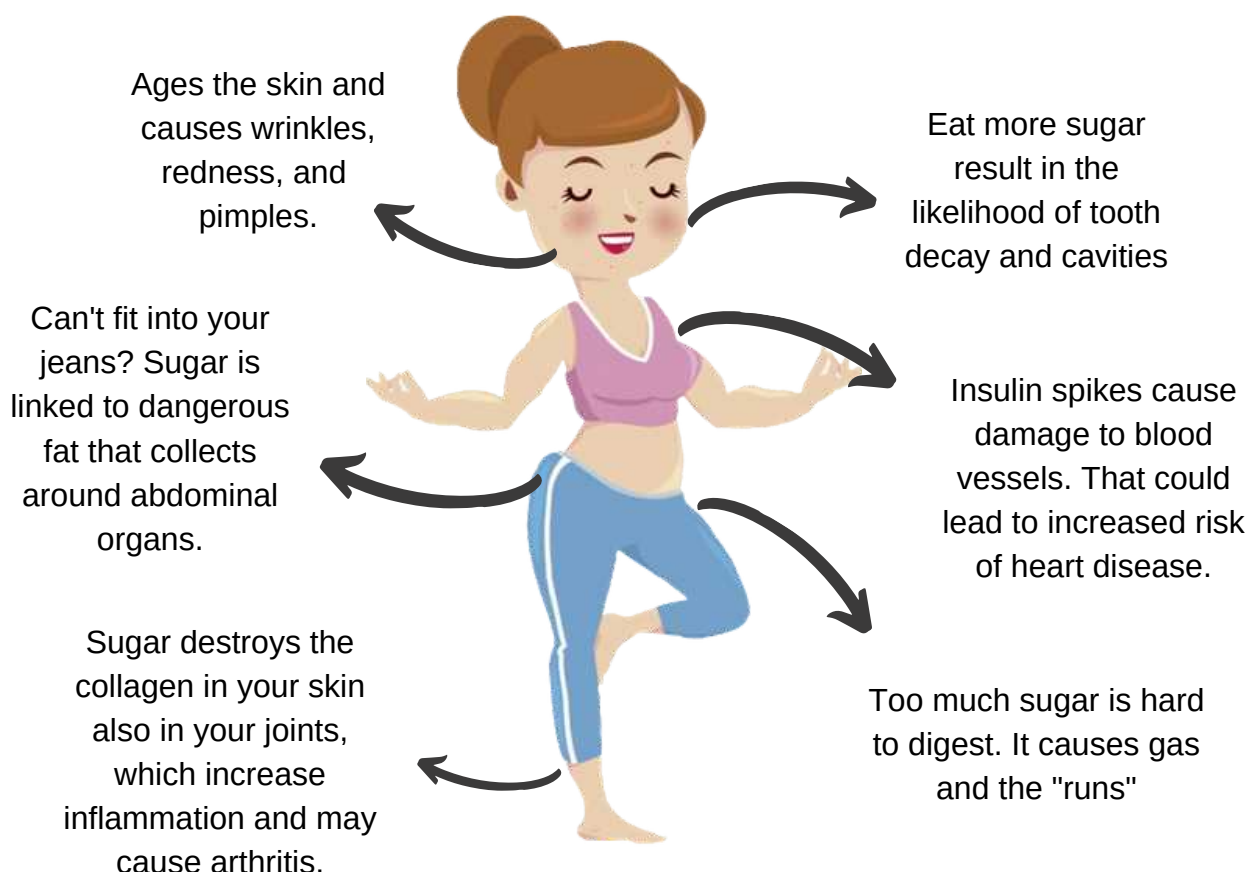 Ages the skin and
causes wrinkles,
redness, and
pimples.
Eat more sugar
result in the
likelihood of tooth
decay and cavities
Can't fit into your
jeans? Sugar is
linked to dangerous
fat that collects
around abdominal
organs.
Insulin spikes cause
damage to blood
vessels. That could
lead to increased risk
of heart disease.
Sugar destroys the
collagen in your skin
also in your joints,
which increase
inflammation and may
cause arthritis.
Too much sugar is hard
to digest. It causes gas
and the "runs"